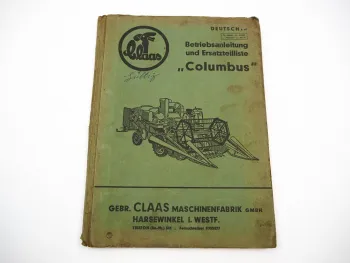 DEUTSCH
Claas
Betriebsanleitung
und Ersatzteilliste
„Columbus"
GEBR. CLAAS MASCHINENFABRIK GMBH
HARSEWINKEL I. WESTF.